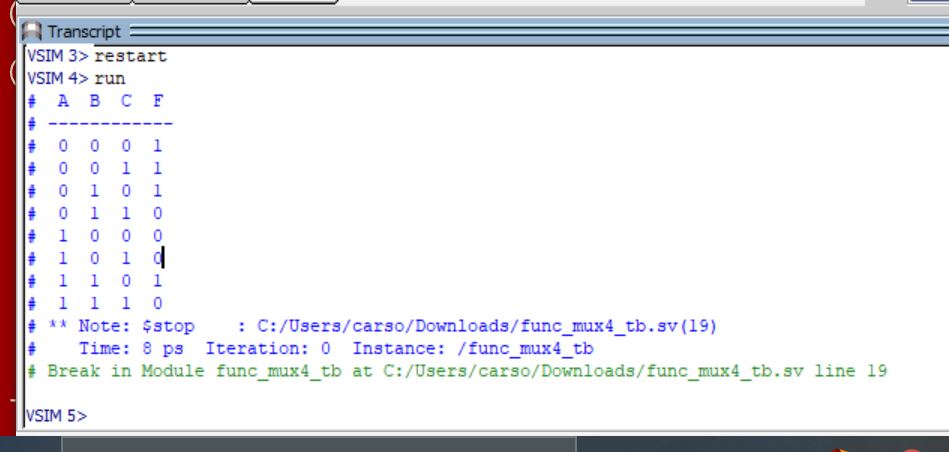 Transcript
VSIM 3> restart
VSIM 4> run
# A B C F
# ------------
# 0 0 0 1
# 0 0 1 1
# 0 1 0 1
# 0 1 1 0
# 1 0 0 0
# 1 0 1 0
# 1 1 0 1
# 1 1 1 0
# ** Note: $stop : C:/Users/carso/Downloads/func_mux4_tb.sv(19)
# Time: 8 ps Iteration: 0 Instance: /func_mux4_tb
# Break in Module func_mux4_tb at C:/Users/carso/Downloads/func_mux4_tb.sv line 19
VSIM 5>